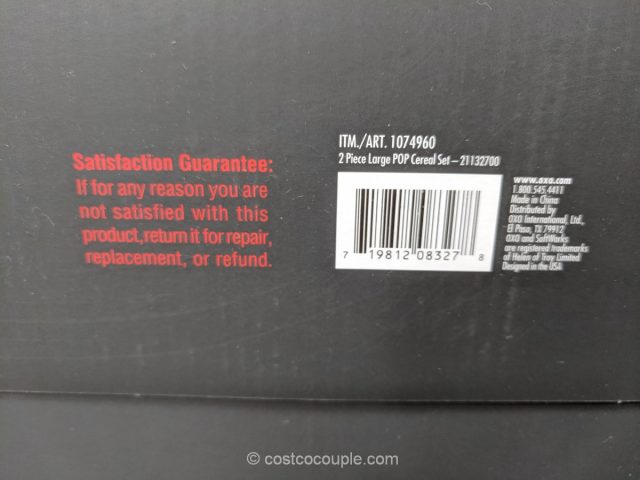 Satisfaction Guarantee:
If for any reason you are
not satisfied with this
product, return it for repair,
replacement, or refund.
ITM./ART. 1074960
2 Piece Large POP Cereal Set – 21132700
7 19812 08327 8
www.oxo.com
1.800.545.4411
Made in China
Distributed by
OXO International, Ltd.,
El Paso, TX 79912
OXO and SoftWorks
are registered trademarks
of Helen of Troy Limited
Designed in the USA
© costcocouple.com